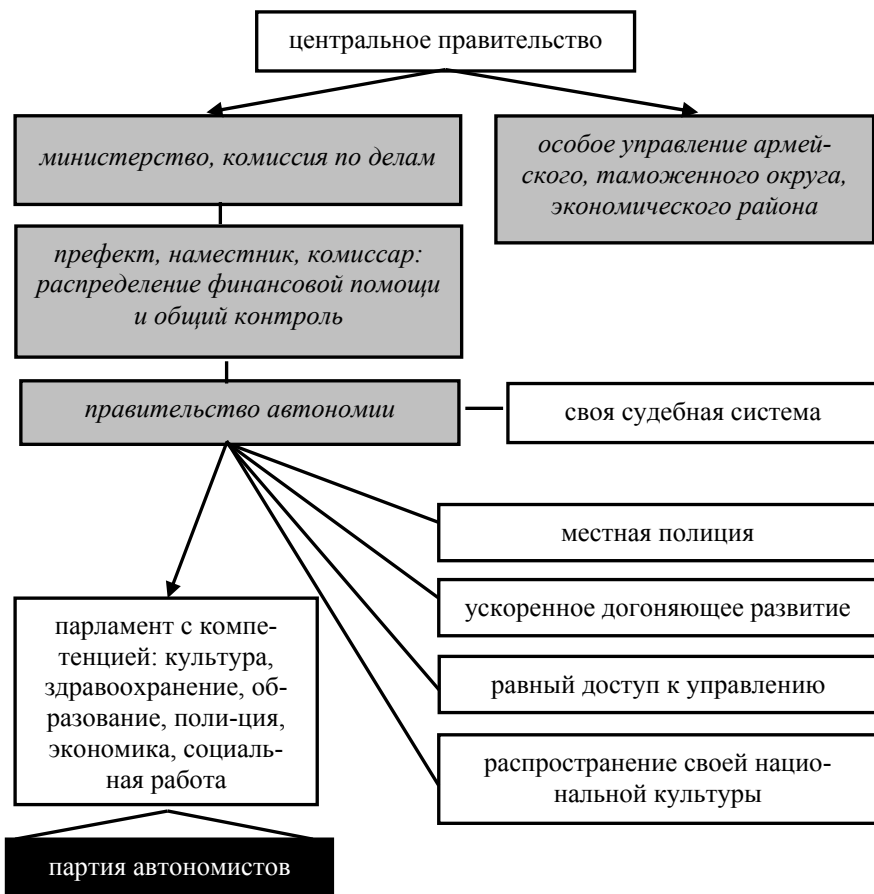 центральное правительство
министерство, комиссия по делам
особое управление армей-
ского, таможенного округа,
экономического района
префект, наместник, комиссар:
распределение финансовой помощи
и общий контроль
правительство автономии
своя судебная система
местная полиция
ускоренное догоняющее развитие
парламент с компе-
тенцией: культура,
здравоохранение, об-
разование, поли-ция,
экономика, социаль-
ная работа
равный доступ к управлению
распространение своей нацио-
нальной культуры
партия автономистов